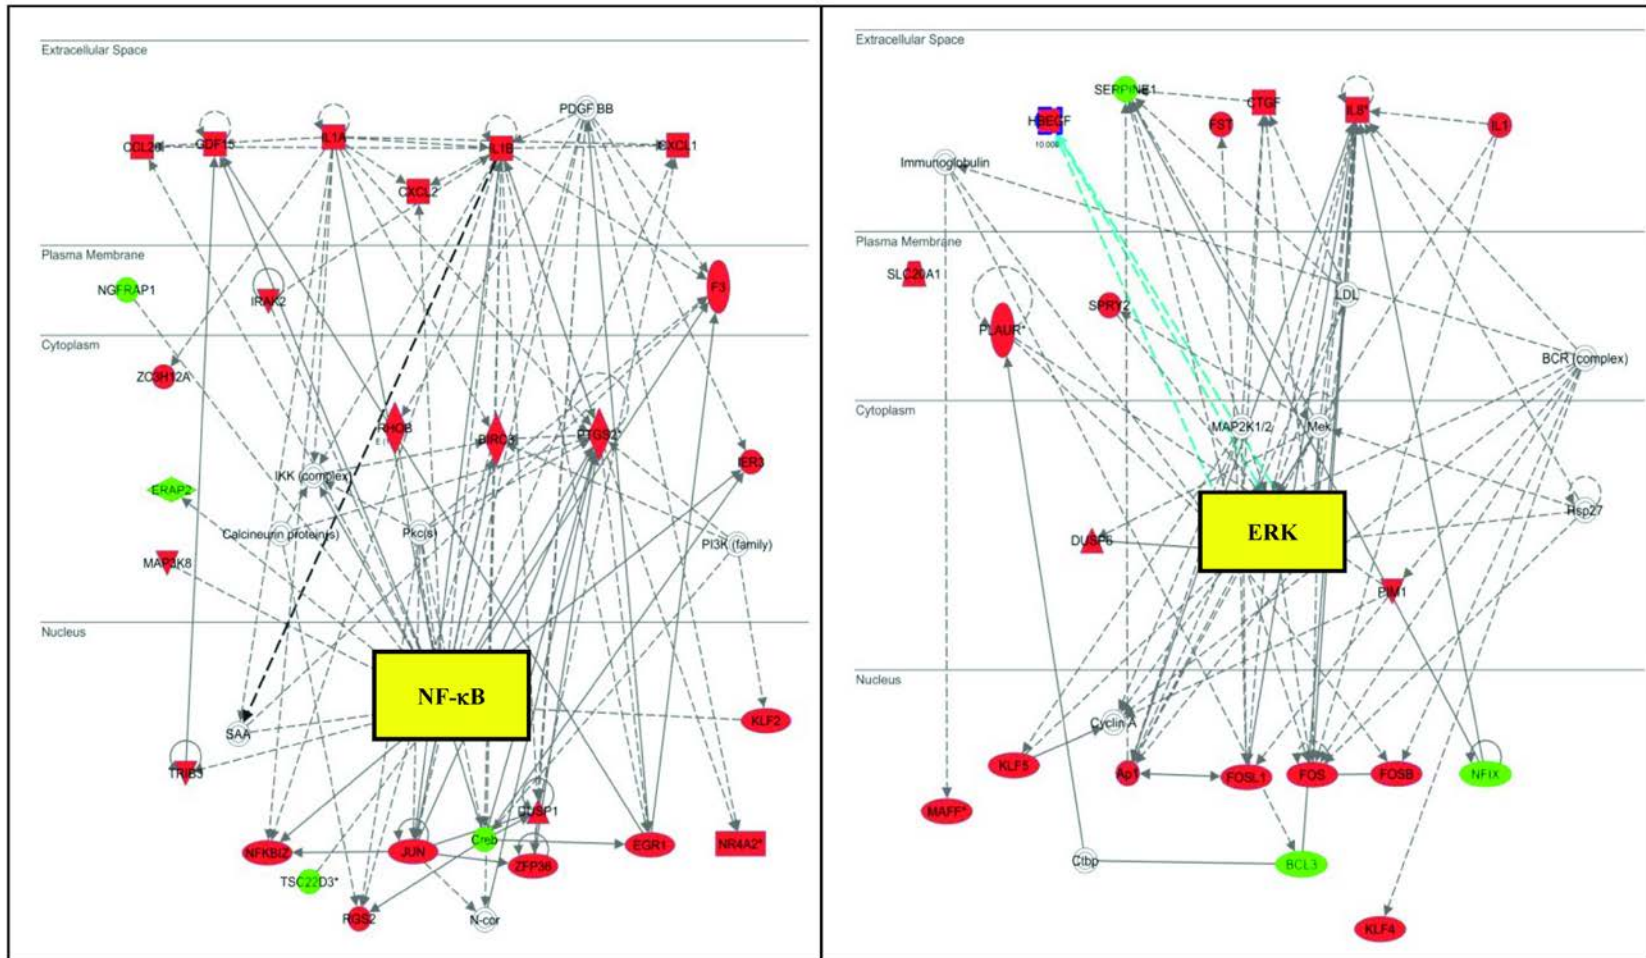 Extracellular Space
PDGF BB
CCL20
GDF15
IL1A
IL1B
CXCL1
CXCL2
Plasma Membrane
NGFRAP1
IRAK2
F3
Cytoplasm
ZC3H12A
RHOB
BIRC3
PTGS2*
IER3
IKK (complex)
ERAP2
Calcineurin protein(s)
Pkc(s)
PI3K (family)
MAP3K8
Nucleus
NF-κB
KLF2
SAA
TRIB3
DUSP1
Creb
NFKBIZ
JUN
ZFP36
EGR1
NR4A2*
TSC22D3*
RGS2
N-cor
Extracellular Space
SERPINE1
CTGF
IL8*
HBEGF
FST
IL1
10.000
Immunoglobulin
Plasma Membrane
SLC20A1
LDL
SPRY2
PLAUR*
BCR (complex)
Cytoplasm
MAP2K1/2
Mek
Hsp27
ERK
DUSP6
PIM1
Nucleus
Cyclin A
KLF5
Ap1
FOSL1
FOS
FOSB
NFIX
MAFF*
Ctbp
BCL3
KLF4